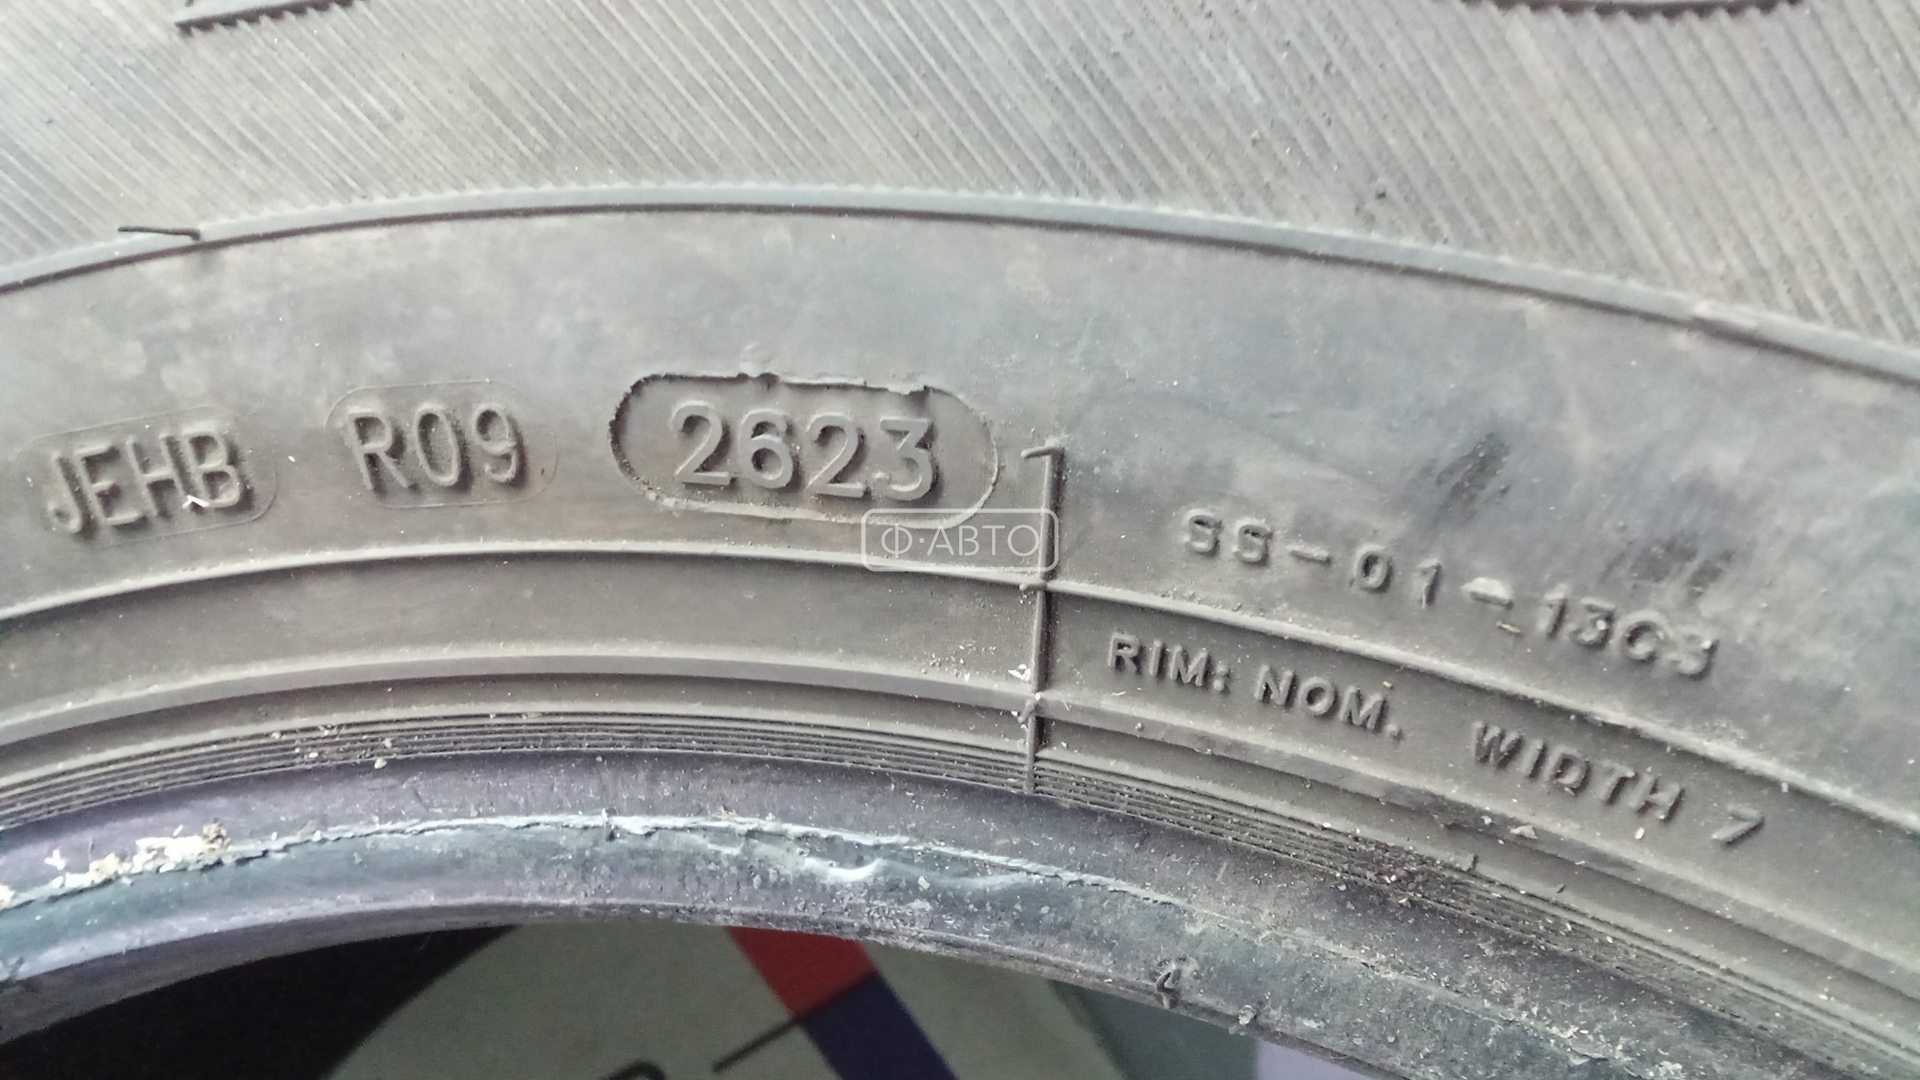 JEHB R09 2623
Ф·АВТО
SS-01-13C3
RIM: NOM. WIDTH 7